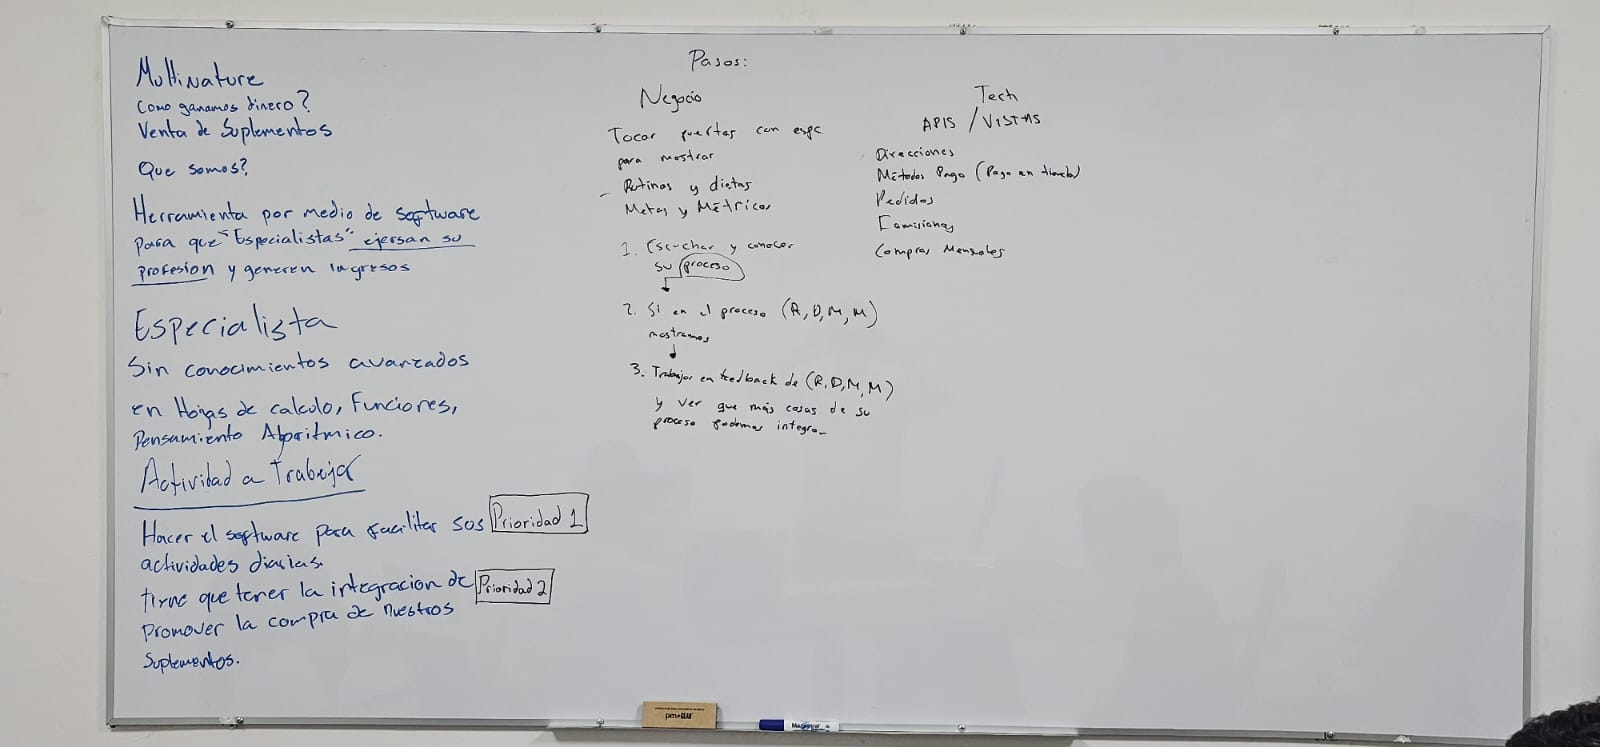 Multinature
Como ganamos dinero?
Venta de Suplementos
Que somos?
Herramienta por medio de software
para que "Especialistas" ejersan su
profesion y generen ingresos
Especialista
Sin conocimientos avanzados
en Hojas de calculo, Funciones,
Pensamiento Algoritmico.
Actividad a Trabajar
Hacer el software para facilitar sus Prioridad 1
actividades diarias.
tiene que tener la integracion de Prioridad 2
promover la compra de nuestros
Suplementos.
Pasos:
Negocio
Tocar puertas con espc.
para mostrar
- Rutinas y dietas
Metas y Métricas
1. Escuchar y conocer
su proceso
2. Si en el proceso (R, D, M, M)
mostramos
3. Trabajar en feedback de (R, D, M, M)
y ver que más cosas de su
proceso podemos integrar
Tech
APIS / VISTAS
Direcciones
Métodos Pago (Pago en tienda)
Pedidos
Comisiones
Compras Mensuales
pen+GEAR
Magistral